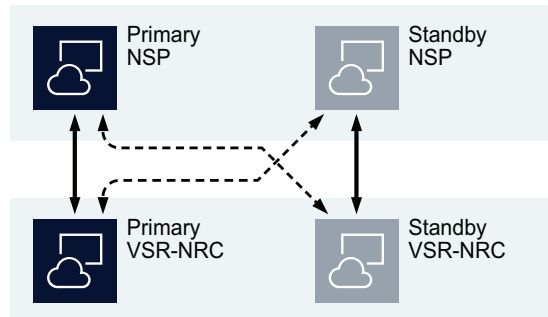 Primary
NSP
Standby
NSP
Primary
VSR-NRC
Standby
VSR-NRC